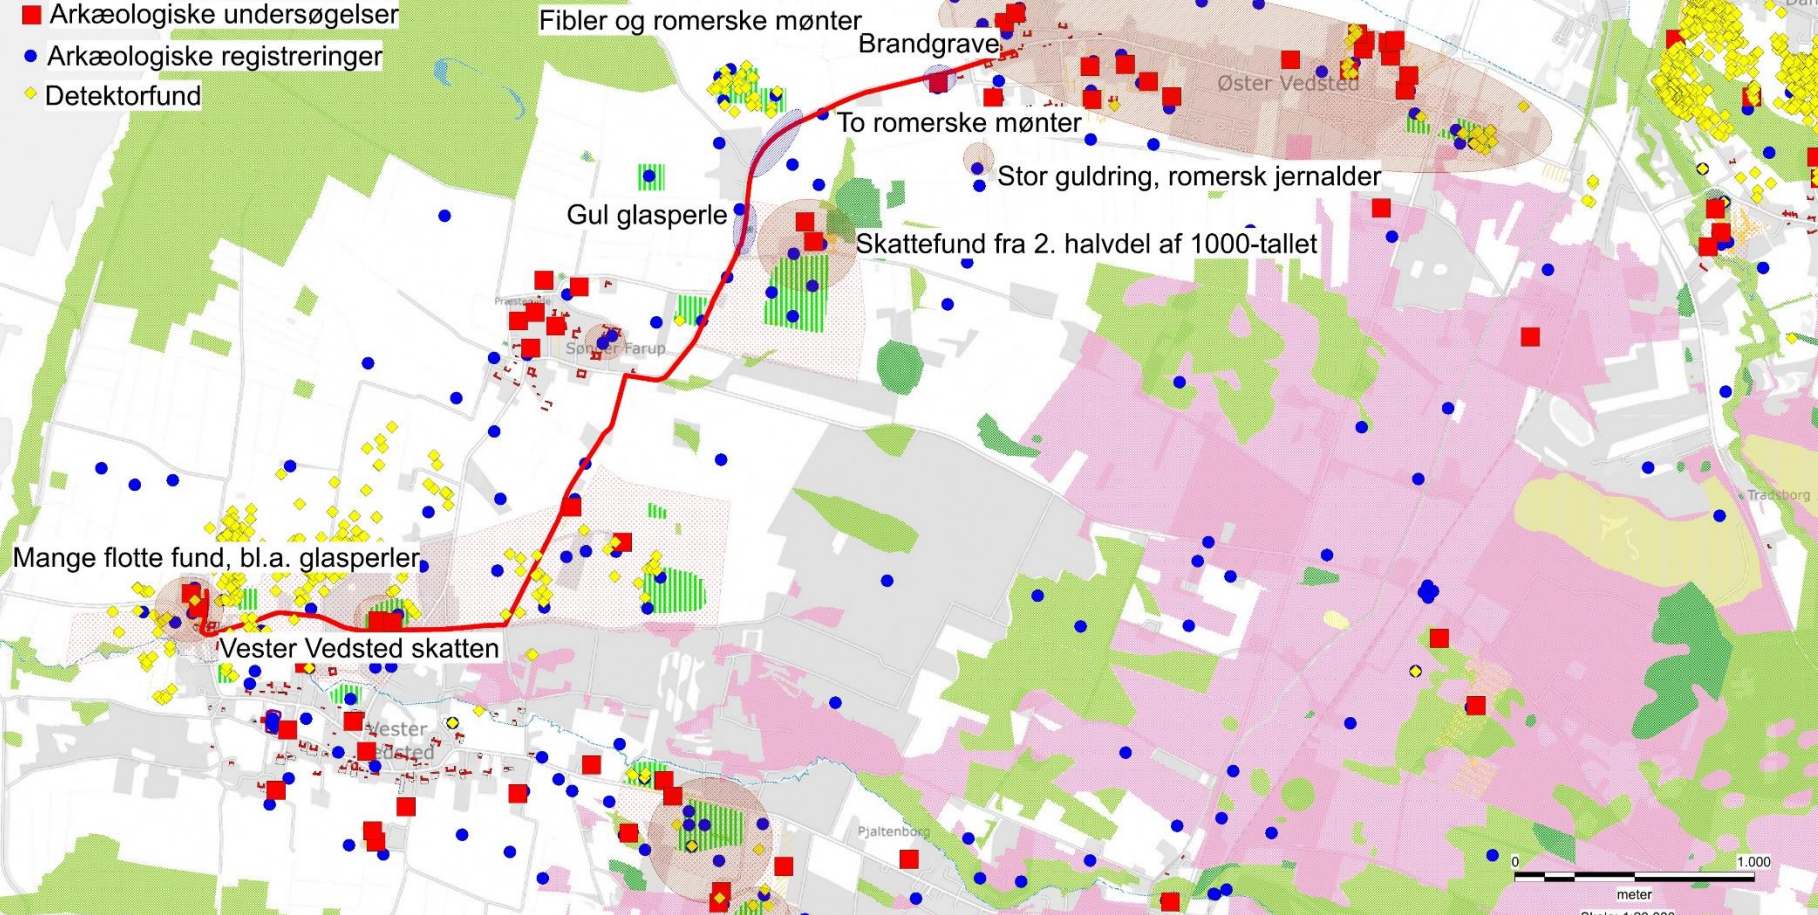 Arkæologiske undersøgelser
Arkæologiske registreringer
Detektorfund
Fibler og romerske mønter
Brandgrave
Øster Vedsted
To romerske mønter
Stor guldring, romersk jernalder
Gul glasperle
Skattefund fra 2. halvdel af 1000-tallet
Farup
Tradsborg
Mange flotte fund, bl.a. glasperler
Vester Vedsted skatten
Vester
Pjaltenborg
0 1.000
meter